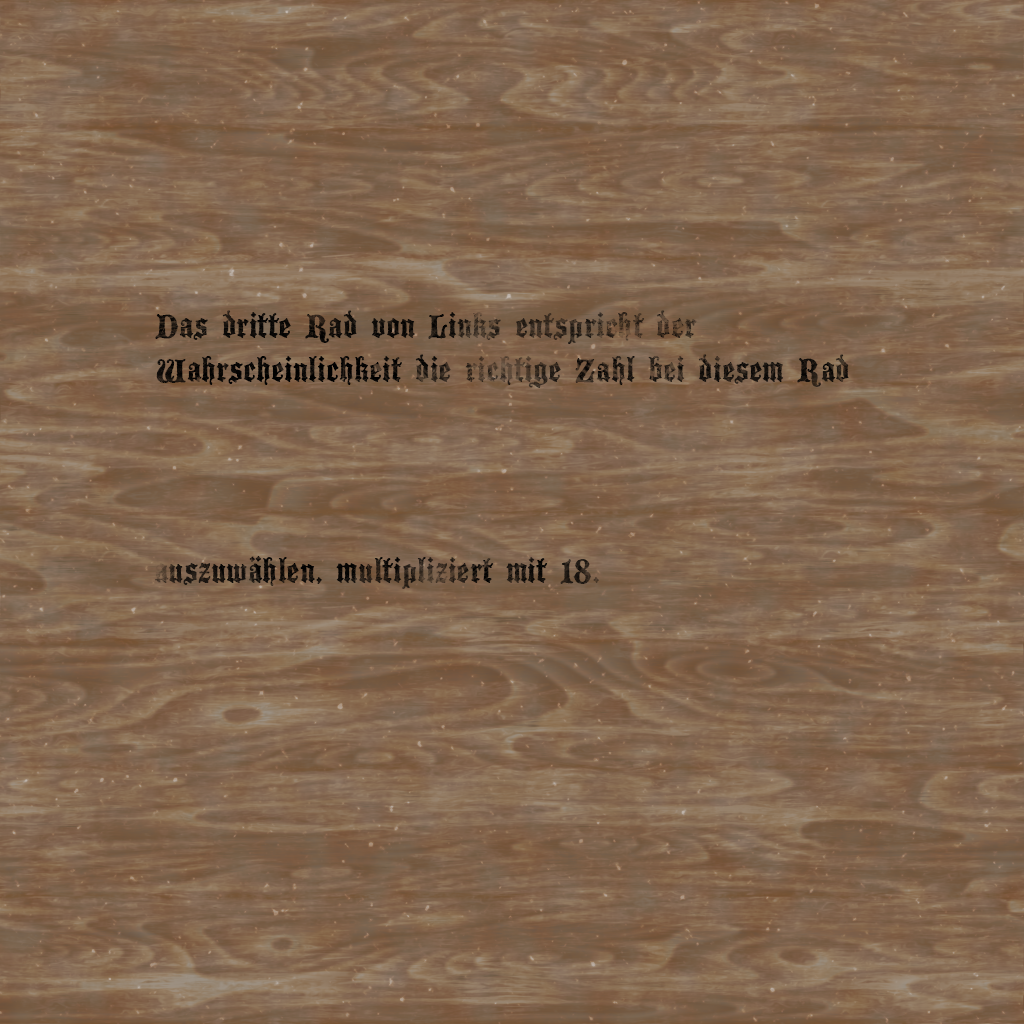 Das dritte Rad von Links entspricht der
Wahrscheinlichkeit die richtige Zahl bei diesem Rad
auszuwählen, multipliziert mit 18.